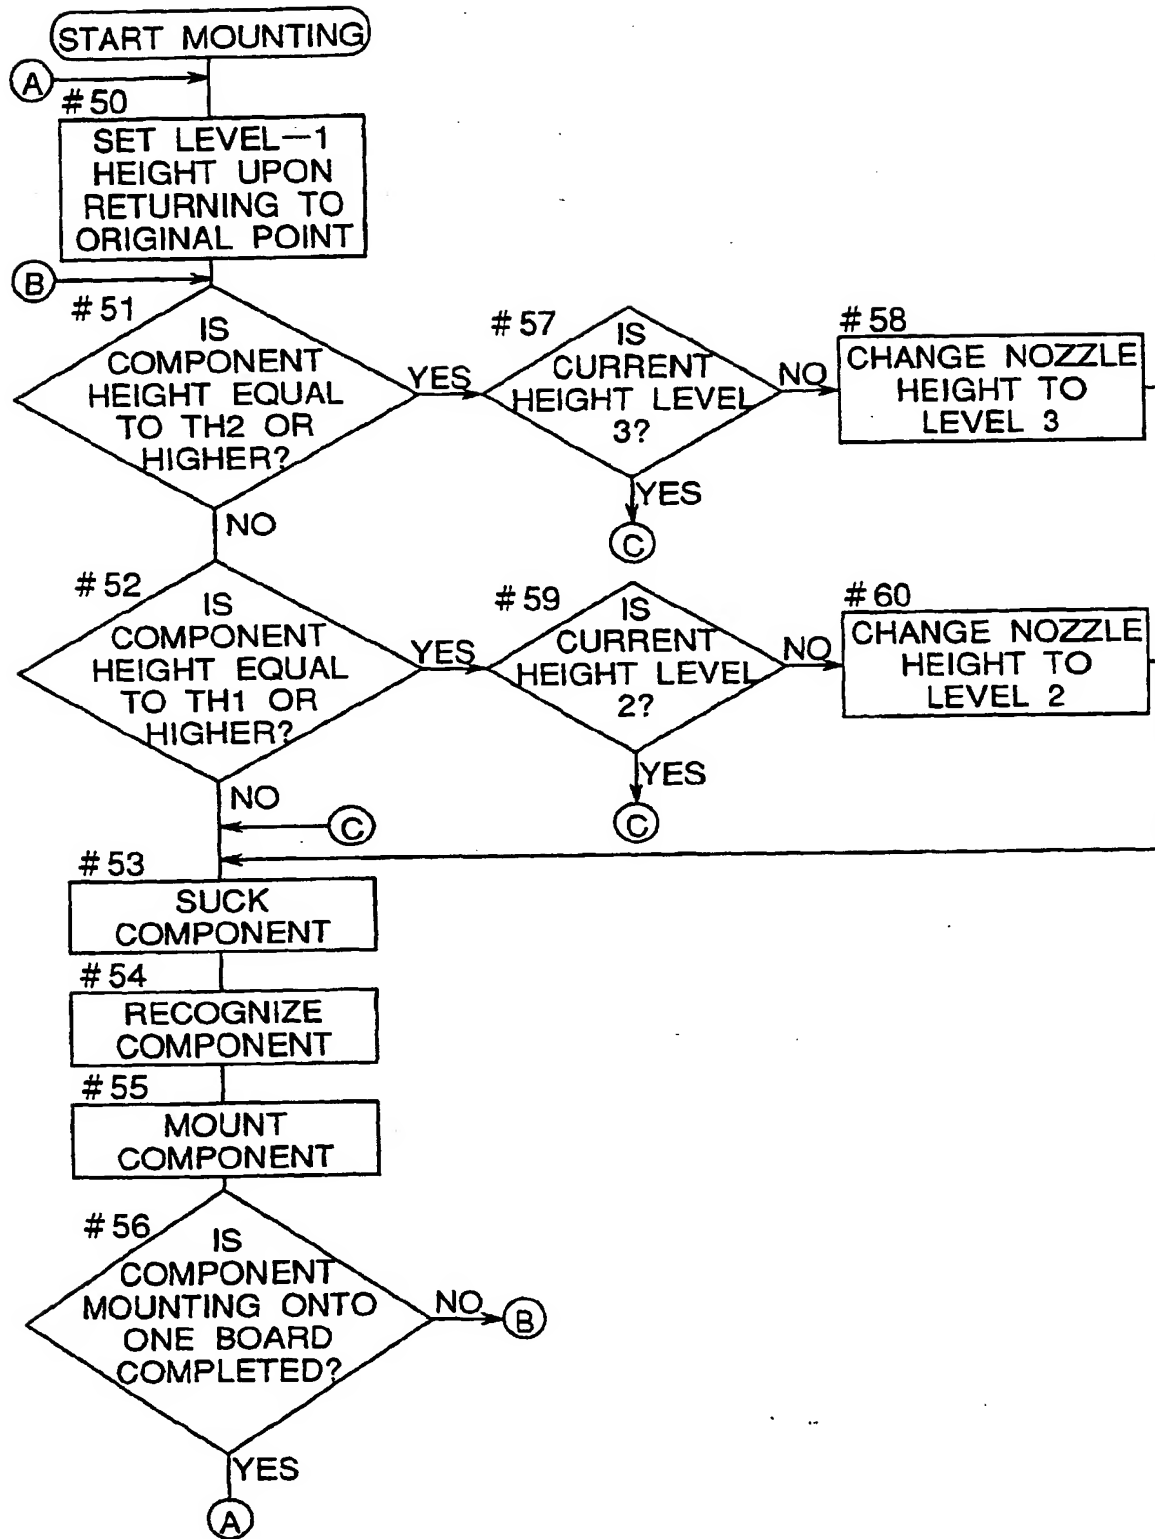 START MOUNTING
A
#50
SET LEVEL—1
HEIGHT UPON
RETURNING TO
ORIGINAL POINT
B
#51
IS
COMPONENT
HEIGHT EQUAL
TO TH2 OR
HIGHER?
YES
#57
IS
CURRENT
HEIGHT LEVEL
3?
NO
#58
CHANGE NOZZLE
HEIGHT TO
LEVEL 3
YES
C
NO
#52
IS
COMPONENT
HEIGHT EQUAL
TO TH1 OR
HIGHER?
YES
#59
IS
CURRENT
HEIGHT LEVEL
2?
NO
#60
CHANGE NOZZLE
HEIGHT TO
LEVEL 2
YES
C
NO
C
#53
SUCK
COMPONENT
#54
RECOGNIZE
COMPONENT
#55
MOUNT
COMPONENT
#56
IS
COMPONENT
MOUNTING ONTO
ONE BOARD
COMPLETED?
NO
B
YES
A